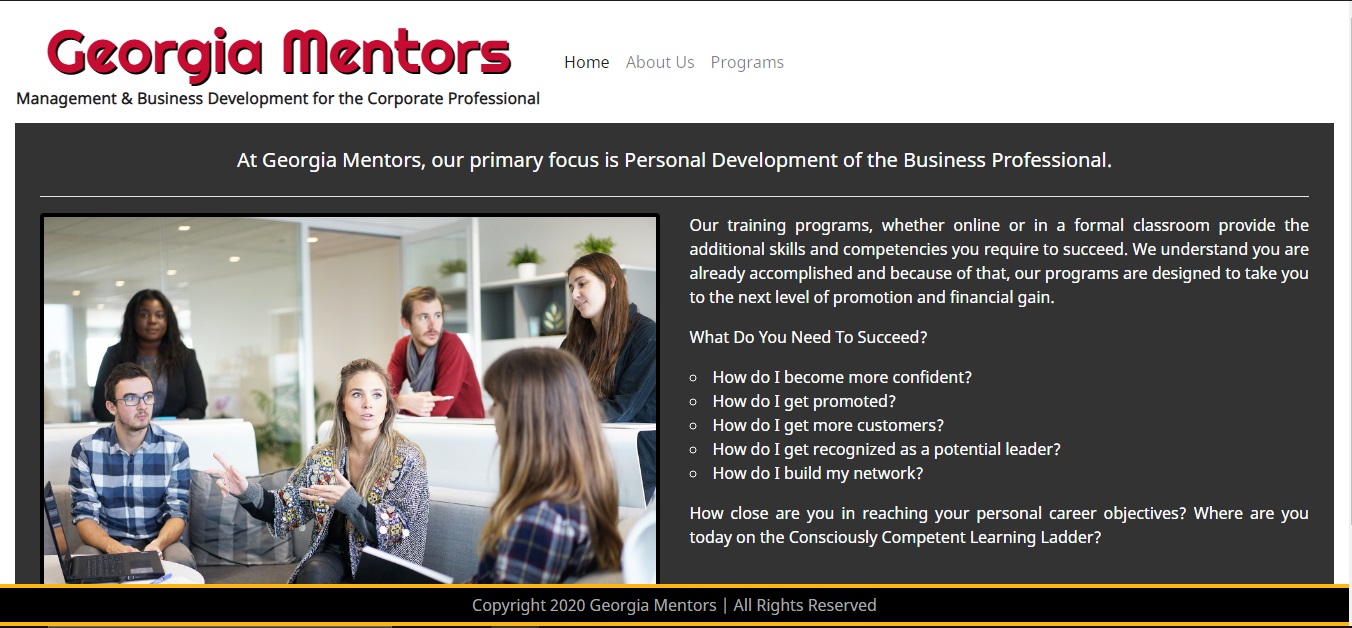 Georgia Mentors
Management & Business Development for the Corporate Professional
Home About Us Programs
At Georgia Mentors, our primary focus is Personal Development of the Business Professional.
Our training programs, whether online or in a formal classroom provide the
additional skills and competencies you require to succeed. We understand you are
already accomplished and because of that, our programs are designed to take you
to the next level of promotion and financial gain.
What Do You Need To Succeed?
How do I become more confident?
How do I get promoted?
How do I get more customers?
How do I get recognized as a potential leader?
How do I build my network?
How close are you in reaching your personal career objectives? Where are you
today on the Consciously Competent Learning Ladder?
Copyright 2020 Georgia Mentors | All Rights Reserved